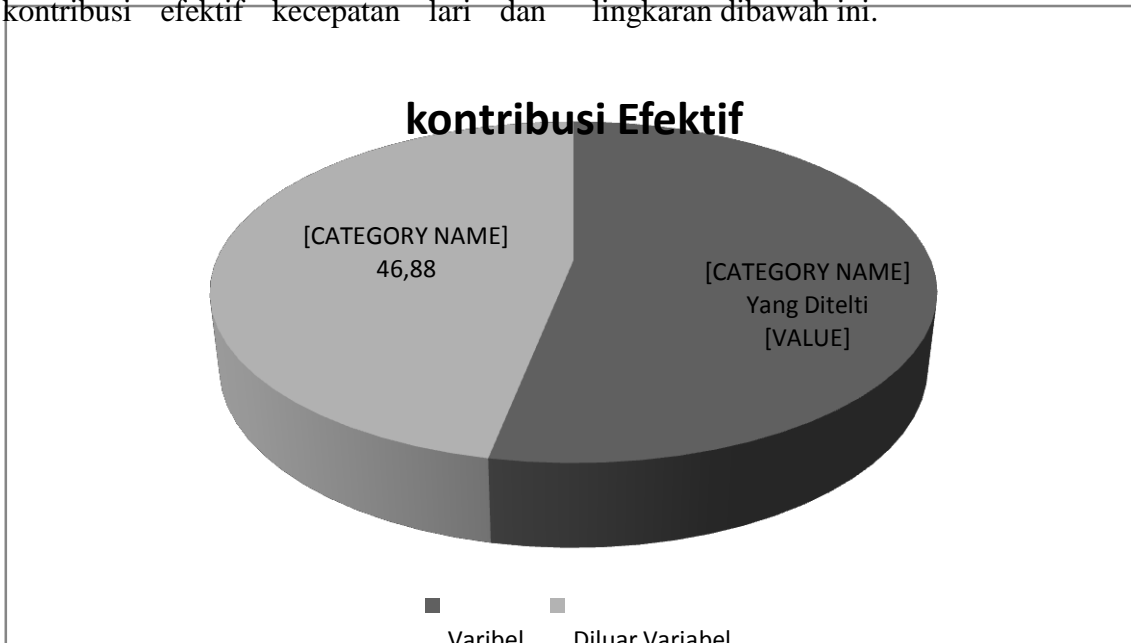 kontribusi efektif kecepatan lari dan
lingkaran dibawah ini.
kontribusi Efektif
[CATEGORY NAME]
46,88
[CATEGORY NAME]
Yang Ditelti
[VALUE]
Varibel
Diluar Variabel